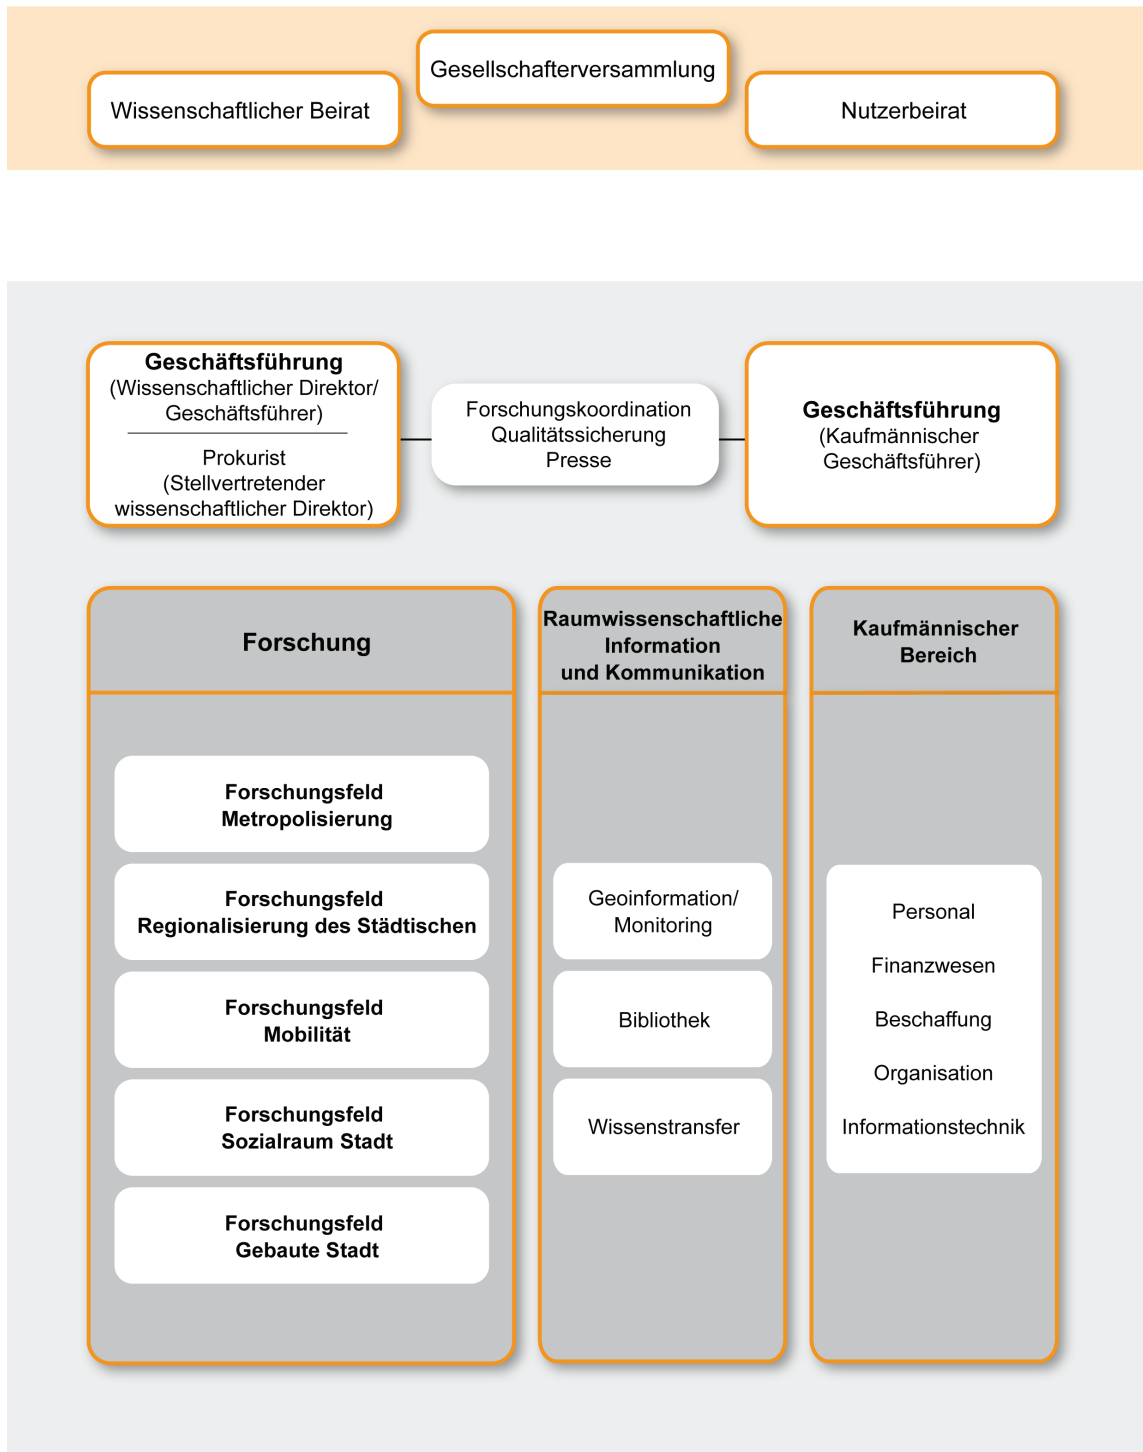 Gesellschafterversammlung
Wissenschaftlicher Beirat
Nutzerbeirat
Geschäftsführung
(Wissenschaftlicher Direktor/
Geschäftsführer)
Prokurist
(Stellvertretender
wissenschaftlicher Direktor)
Forschungskoordination
Qualitätssicherung
Presse
Geschäftsführung
(Kaufmännischer
Geschäftsführer)
Forschung
Forschungsfeld
Metropolisierung
Forschungsfeld
Regionalisierung des Städtischen
Forschungsfeld
Mobilität
Forschungsfeld
Sozialraum Stadt
Forschungsfeld
Gebaute Stadt
Raumwissenschaftliche
Information
und Kommunikation
Geoinformation/
Monitoring
Bibliothek
Wissenstransfer
Kaufmännischer
Bereich
Personal
Finanzwesen
Beschaffung
Organisation
Informationstechnik